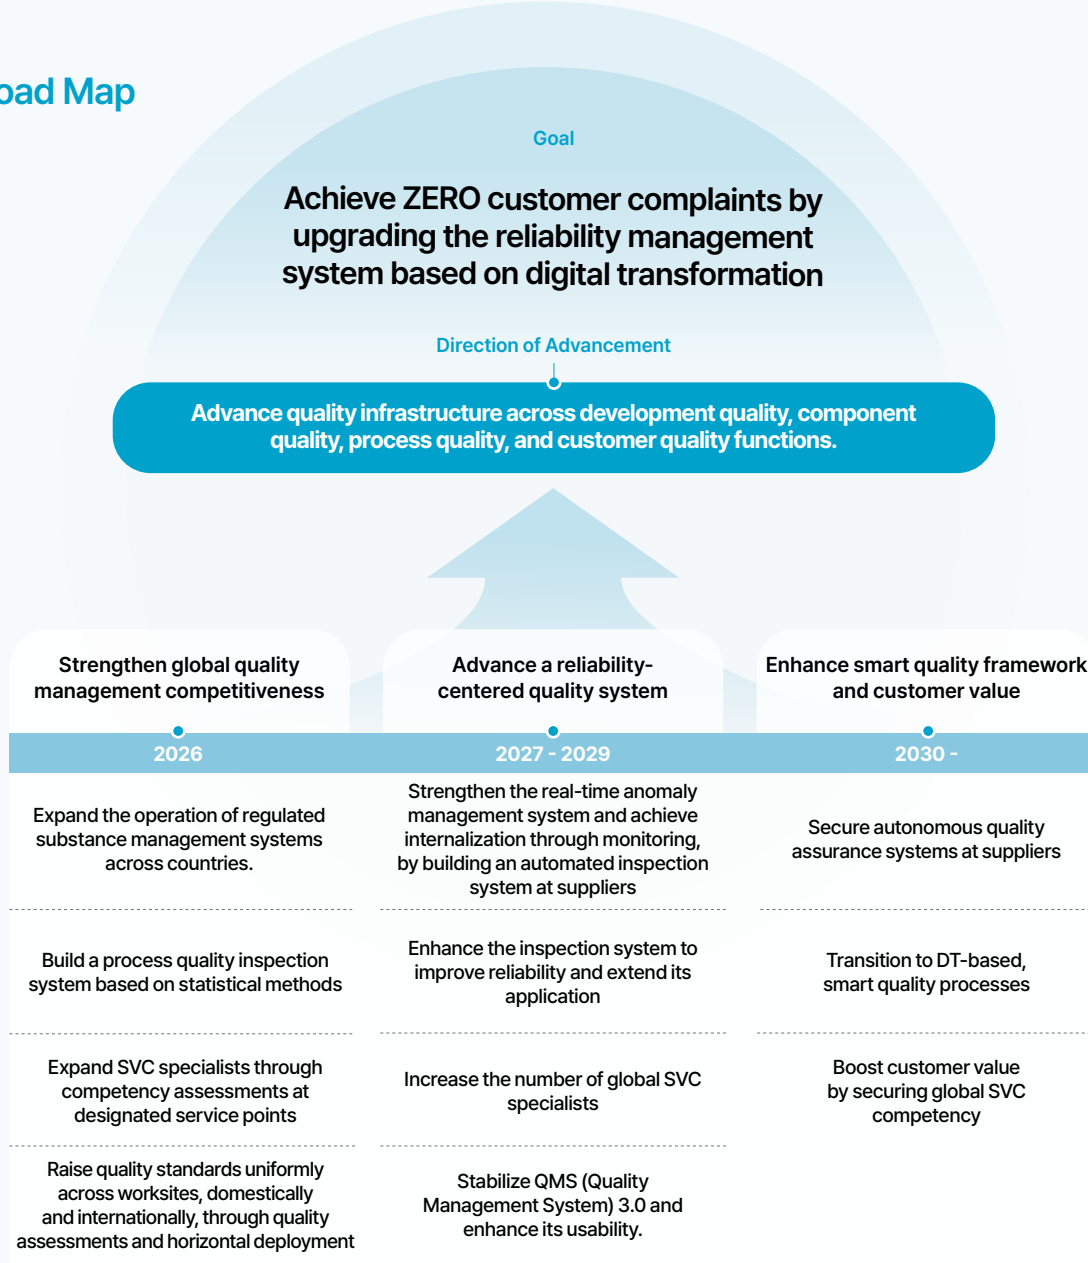 oad Map
Goal
Achieve ZERO customer complaints by
upgrading the reliability management
system based on digital transformation
Direction of Advancement
Advance quality infrastructure across development quality, component
quality, process quality, and customer quality functions.
Strengthen global quality
management competitiveness
2026
Expand the operation of regulated
substance management systems
across countries.
Build a process quality inspection
system based on statistical methods
Expand SVC specialists through
competency assessments at
designated service points
Raise quality standards uniformly
across worksites, domestically
and internationally, through quality
assessments and horizontal deployment
Advance a reliability-
centered quality system
2027 - 2029
Strengthen the real-time anomaly
management system and achieve
internalization through monitoring,
by building an automated inspection
system at suppliers
Enhance the inspection system to
improve reliability and extend its
application
Increase the number of global SVC
specialists
Stabilize QMS (Quality
Management System) 3.0 and
enhance its usability.
Enhance smart quality framework
and customer value
2030 -
Secure autonomous quality
assurance systems at suppliers
Transition to DT-based,
smart quality processes
Boost customer value
by securing global SVC
competency